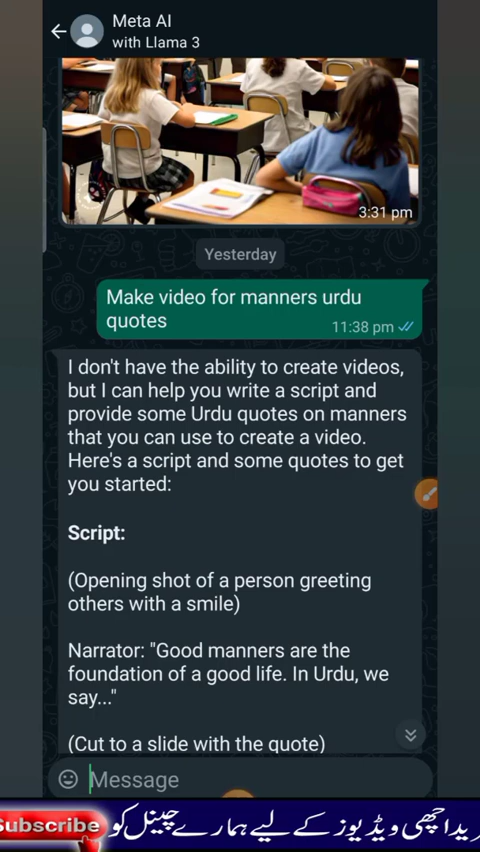 Meta AI
with Llama 3
3:31 pm
Yesterday
Make video for manners urdu
quotes
11:38 pm
I don't have the ability to create videos,
but I can help you write a script and
provide some Urdu quotes on manners
that you can use to create a video.
Here's a script and some quotes to get
you started:
Script:
(Opening shot of a person greeting
others with a smile)
Narrator: "Good manners are the
foundation of a good life. In Urdu, we
say..."
(Cut to a slide with the quote)
Message
Subscribe
اچھی ویڈیوز کے لیے ہمارے چینل کو